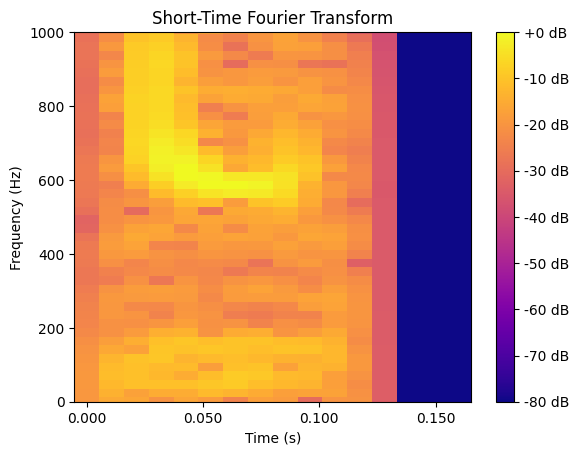 Short-Time Fourier Transform
1000
800
600
400
200
0
Frequency (Hz)
0.000
0.050
0.100
0.150
Time (s)
+0 dB
-10 dB
-20 dB
-30 dB
-40 dB
-50 dB
-60 dB
-70 dB
-80 dB